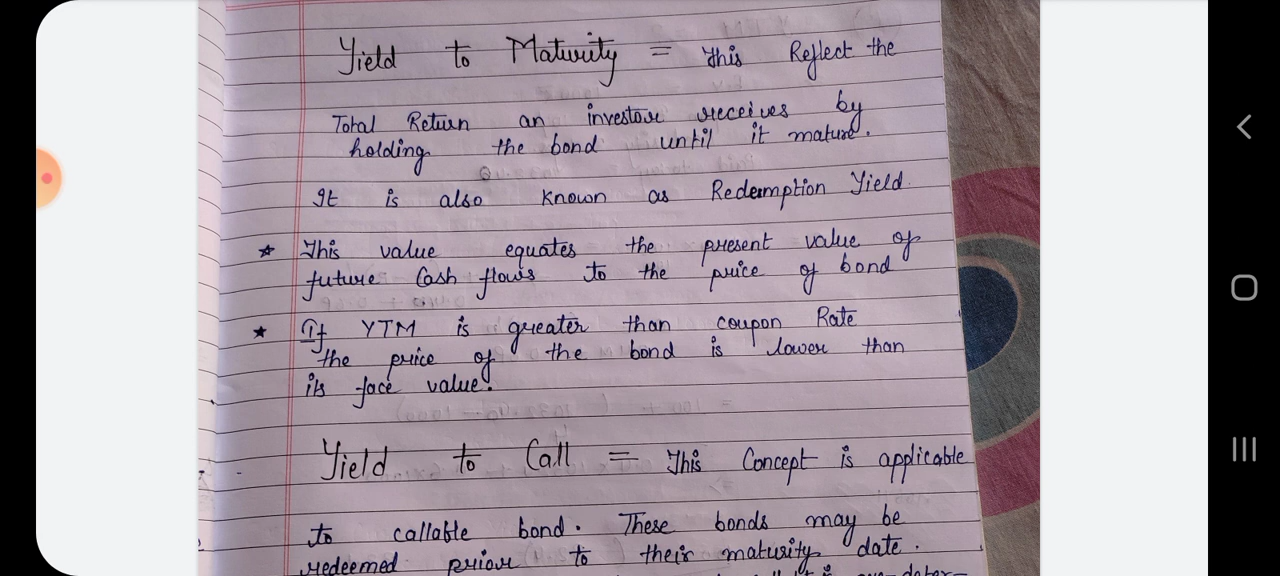 Yield to Maturity = This Reflect the
Total Return an investor receives by
holding the bond until it mature.
It is also known as Redemption Yield.
☆ This value equates the present value of
future Cash flows to the price of bond
★ If YTM is greater than coupon Rate
the price of the bond is lower than
its face value.
Yield to Call = This Concept is applicable
to callable bond. These bonds may be
redeemed prior to their maturity date.